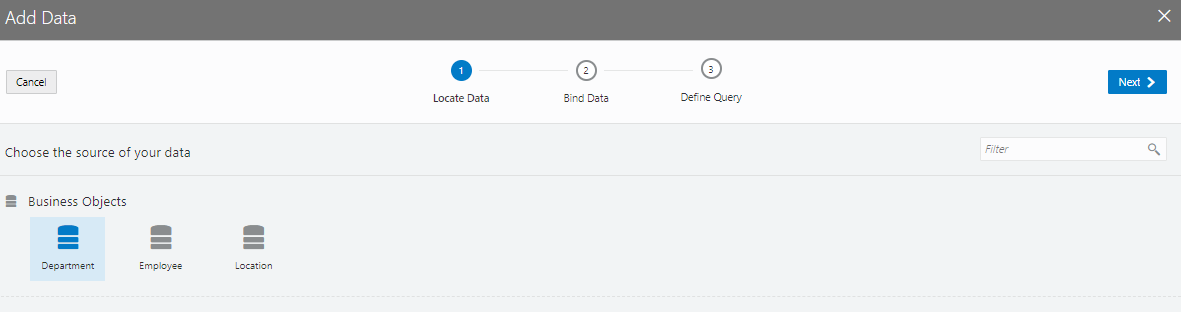 Add Data
Cancel
1
2
3
Locate Data
Bind Data
Define Query
Next
Choose the source of your data
Filter
Business Objects
Department
Employee
Location